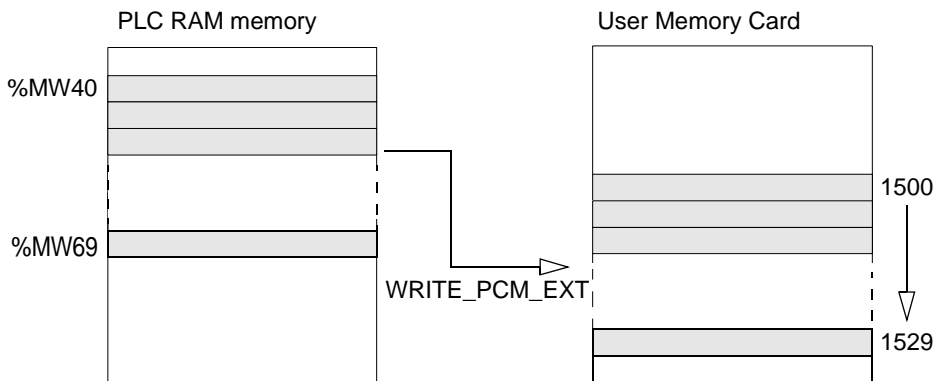 PLC RAM memory
User Memory Card
%MW40
1500
%MW69
WRITE_PCM_EXT
1529